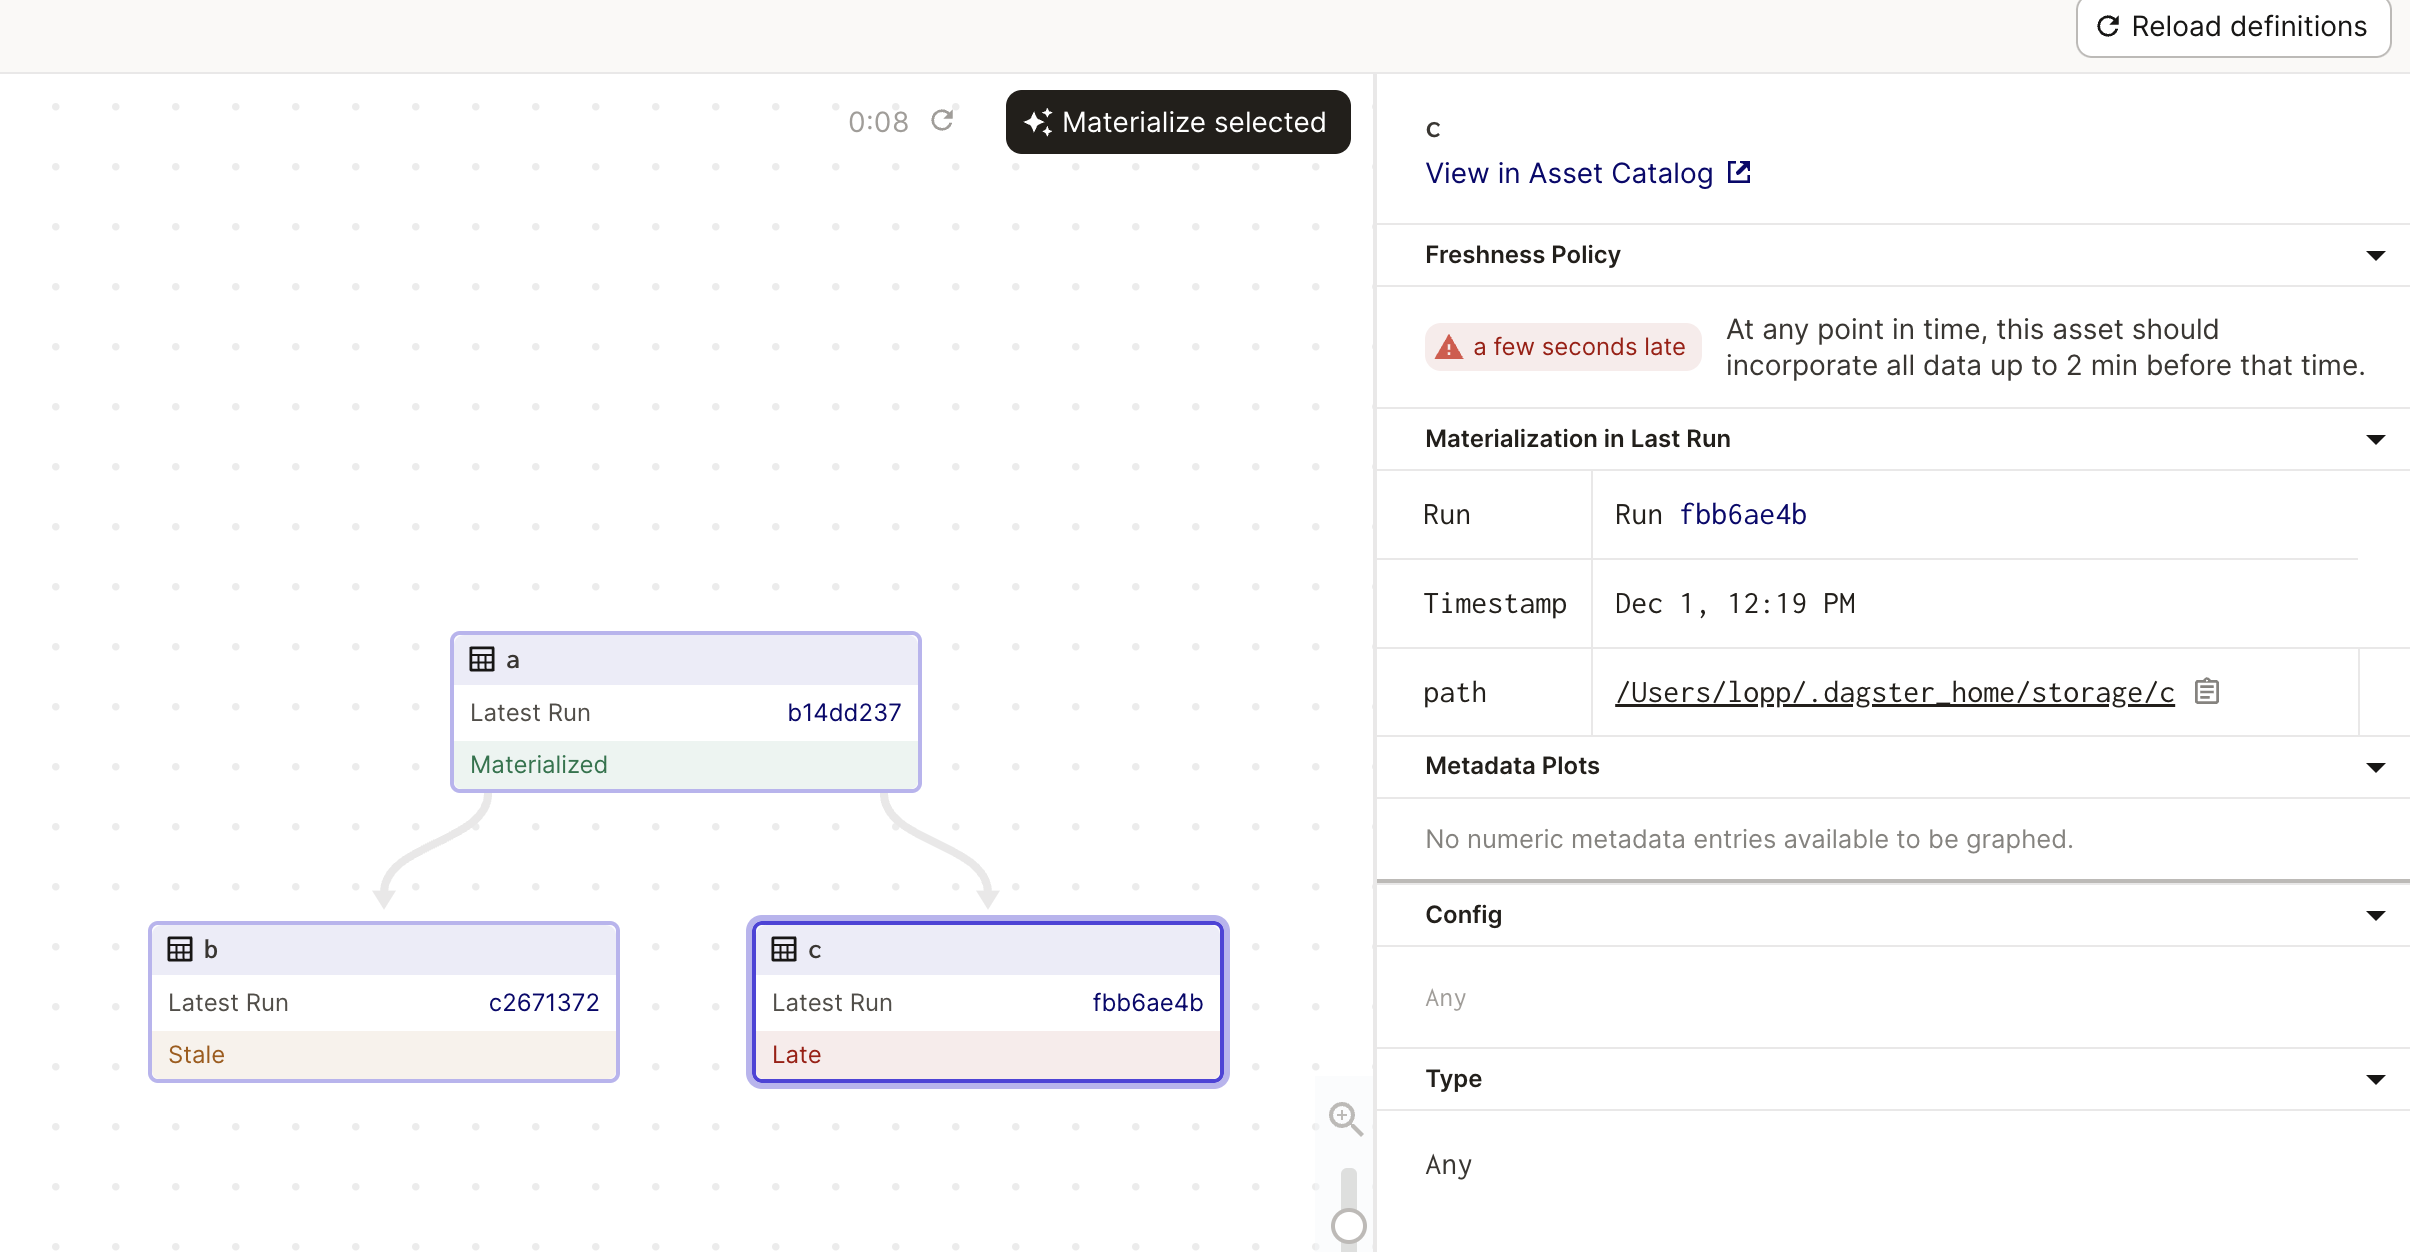 Reload definitions
0:08
Materialize selected
a
Latest Run b14dd237
Materialized
b
Latest Run c2671372
Stale
c
Latest Run fbb6ae4b
Late
c
View in Asset Catalog
Freshness Policy
a few seconds late
At any point in time, this asset should
incorporate all data up to 2 min before that time.
Materialization in Last Run
Run Run fbb6ae4b
Timestamp Dec 1, 12:19 PM
path /Users/lopp/.dagster_home/storage/c
Metadata Plots
No numeric metadata entries available to be graphed.
Config
Any
Type
Any